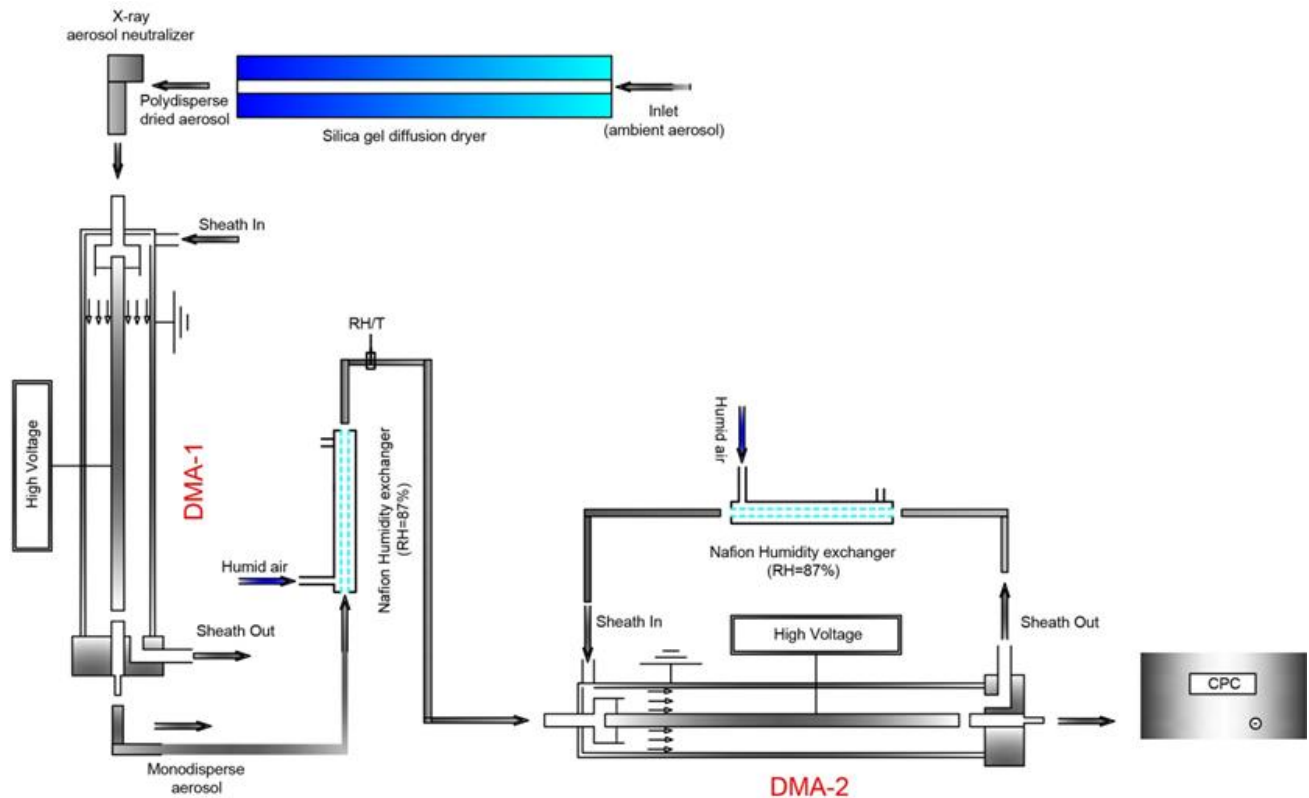 X-ray
aerosol neutralizer
Polydisperse
dried aerosol
Silica gel diffusion dryer
Inlet
(ambient aerosol)
Sheath In
High Voltage
DMA-1
RH/T
Humid air
Nafion Humidity exchanger
(RH=87%)
Sheath Out
Monodisperse
aerosol
Humid air
Nafion Humidity exchanger
(RH=87%)
Sheath In
High Voltage
Sheath Out
CPC
DMA-2